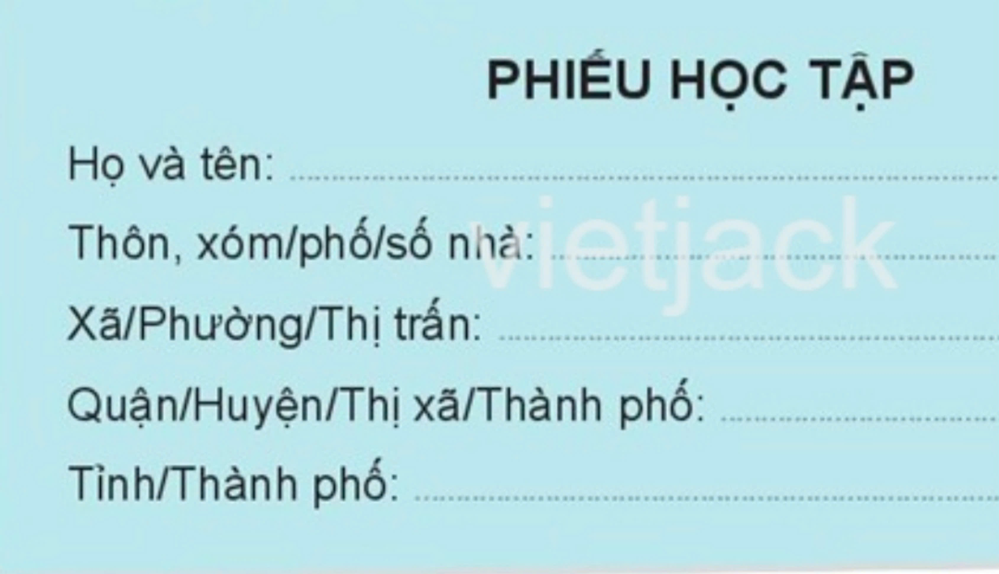 PHIẾU HỌC TẬP
Họ và tên:
Thôn, xóm/phố/số nhà:
vietjack
Xã/Phường/Thị trấn:
Quận/Huyện/Thị xã/Thành phố:
Tỉnh/Thành phố: